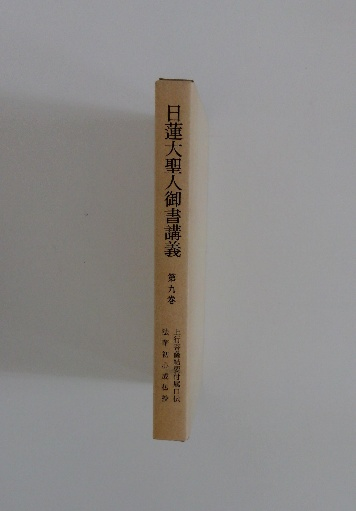 日蓮大聖人御書講義
第九巻
上行菩薩結要付属口伝
法華初心成仏抄